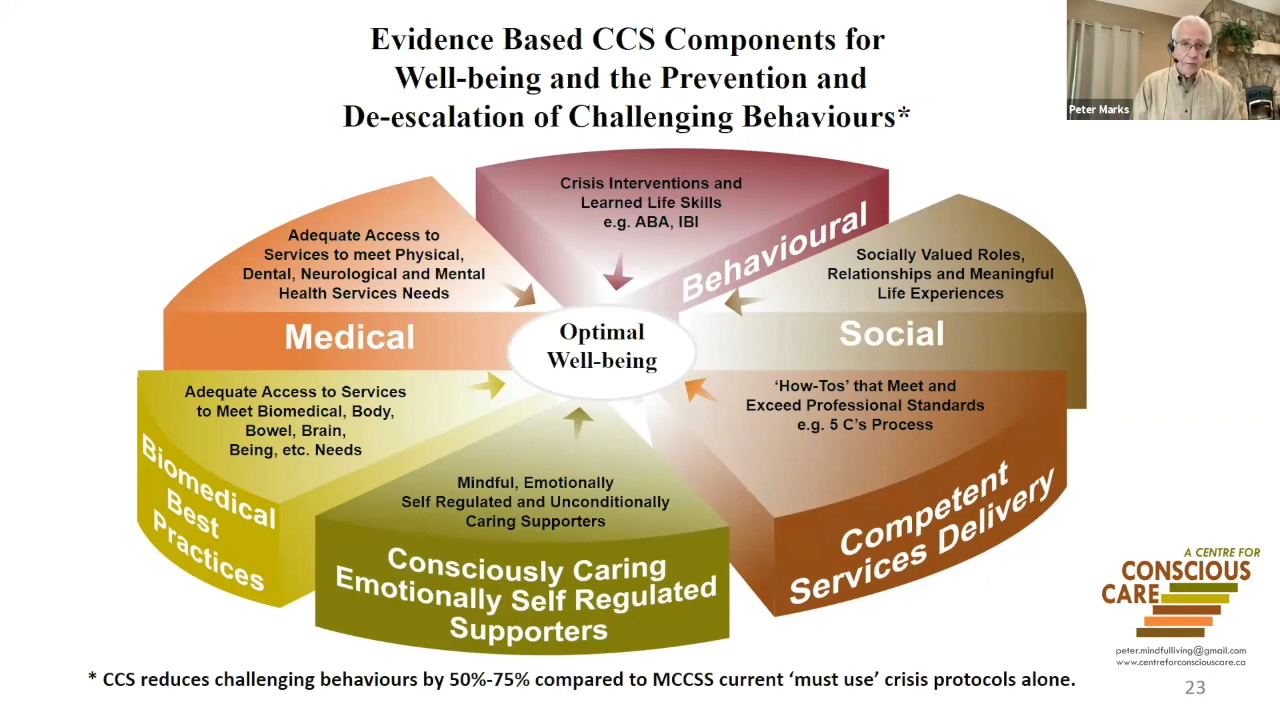 Evidence Based CCS Components for
Well-being and the Prevention and
De-escalation of Challenging Behaviours*
Peter Marks
Crisis Interventions and
Learned Life Skills
e.g. ABA, IBI
Behavioural
Adequate Access to
Services to meet Physical,
Dental, Neurological and Mental
Health Services Needs
Medical
Socially Valued Roles,
Relationships and Meaningful
Life Experiences
Social
Optimal
Well-being
Adequate Access to Services
to Meet Biomedical, Body,
Bowel, Brain,
Being, etc. Needs
Biomedical
Best
Practices
‘How-Tos’ that Meet and
Exceed Professional Standards
e.g. 5 C’s Process
Competent
Services Delivery
Mindful, Emotionally
Self Regulated and Unconditionally
Caring Supporters
Consciously Caring
Emotionally Self Regulated
Supporters
A CENTRE FOR
CONSCIOUS
CARE
peter.mindfulliving@gmail.com
www.centreforconsciouscare.ca
* CCS reduces challenging behaviours by 50%-75% compared to MCCSS current ‘must use’ crisis protocols alone.
23